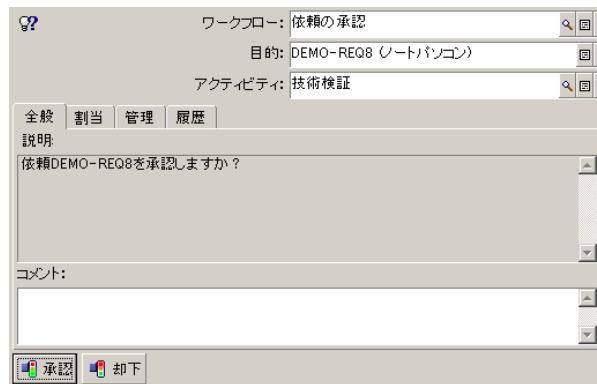 ワークフロー: 依頼の承認
目的: DEMO-REQ8 (ノートパソコン)
アクティビティ: 技術検証
全般 割当 管理 履歴
説明:
依頼DEMO-REQ8を承認しますか?
コメント:
承認 却下